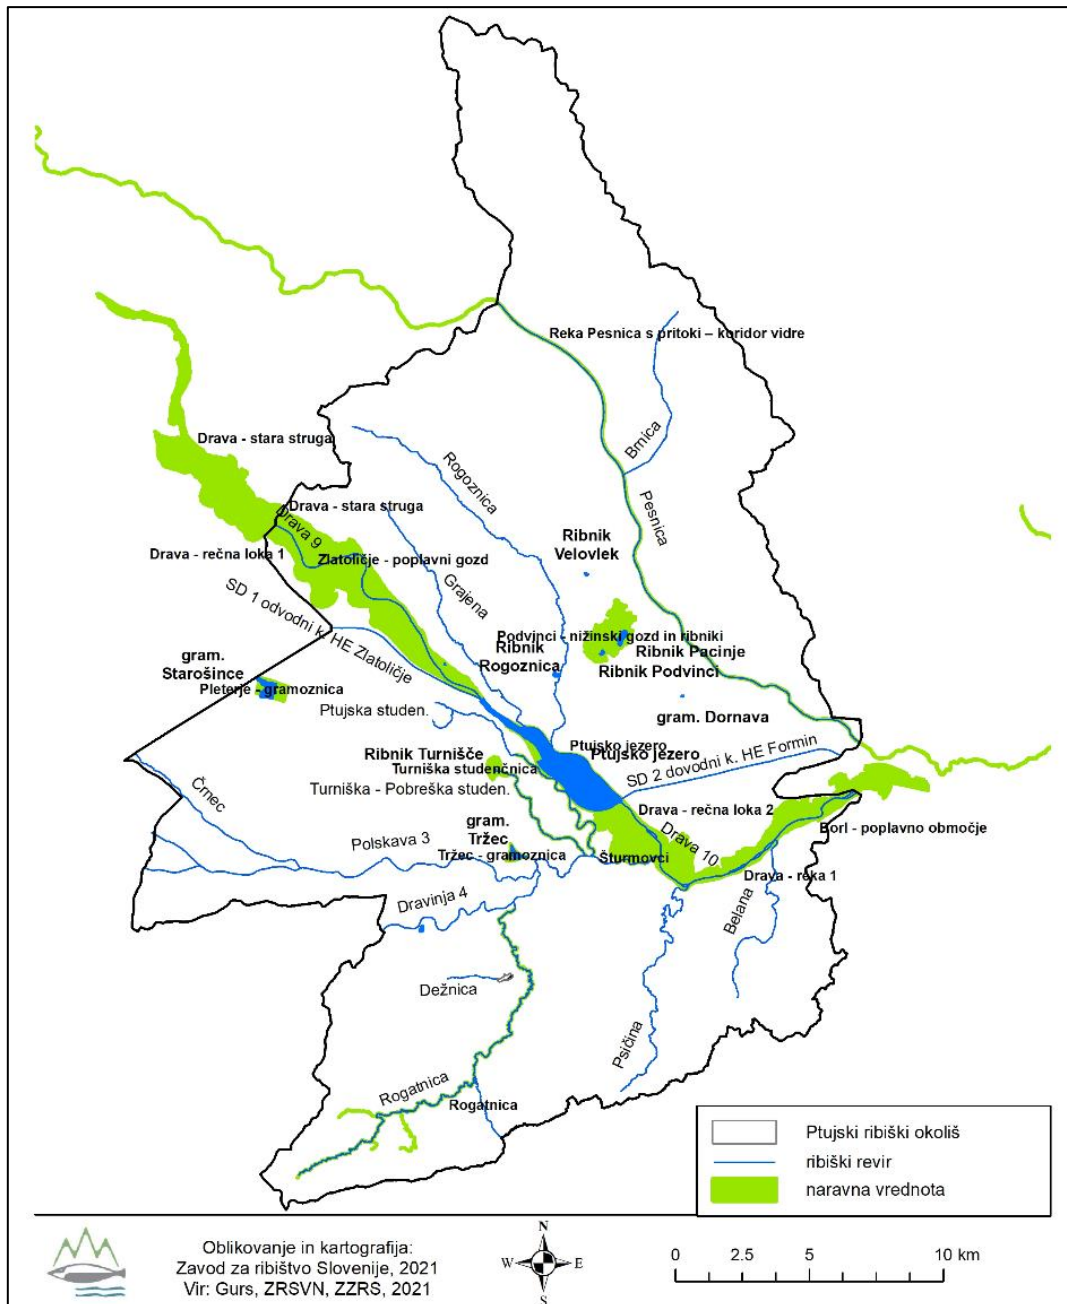 Reka Pesnica s pritoki – koridor vidre
Brnica
Drava - stara struga
Rogoznica
Pesnica
Drava - stara struga
Drava 9
Ribnik
Velovlek
Drava - rečna loka 1
Zlatoličje - poplavni gozd
Grajena
SD 1 odvodni k. HE Zlatoličje
Podvinci - nižinski gozd in ribniki
Ribnik
Rogoznica
Ribnik Pacinje
Ribnik Podvinci
gram.
Starošince
Pleterje - gramoznica
Ptujska studen.
gram. Dornava
Ptujsko jezero
Ptujsko jezero
SD 2 dovodni k. HE Formin
Ribnik Turnišče
Turniška studenčnica
Turniška - Pobreška studen.
Črnec
Drava - rečna loka 2
Drava 10
Borl - poplavno območje
gram.
Tržec
Tržec - gramoznica
Polskava 3
Šturmovci
Drava - reka 1
Dravinja 4
Belana
Dežnica
Psičina
Rogatnica
Rogatnica
Ptujski ribiški okoliš
ribiški revir
naravna vrednota
Oblikovanje in kartografija:
Zavod za ribištvo Slovenije, 2021
Vir: Gurs, ZRSVN, ZZRS, 2021
N
W E
S
0 2.5 5 10 km